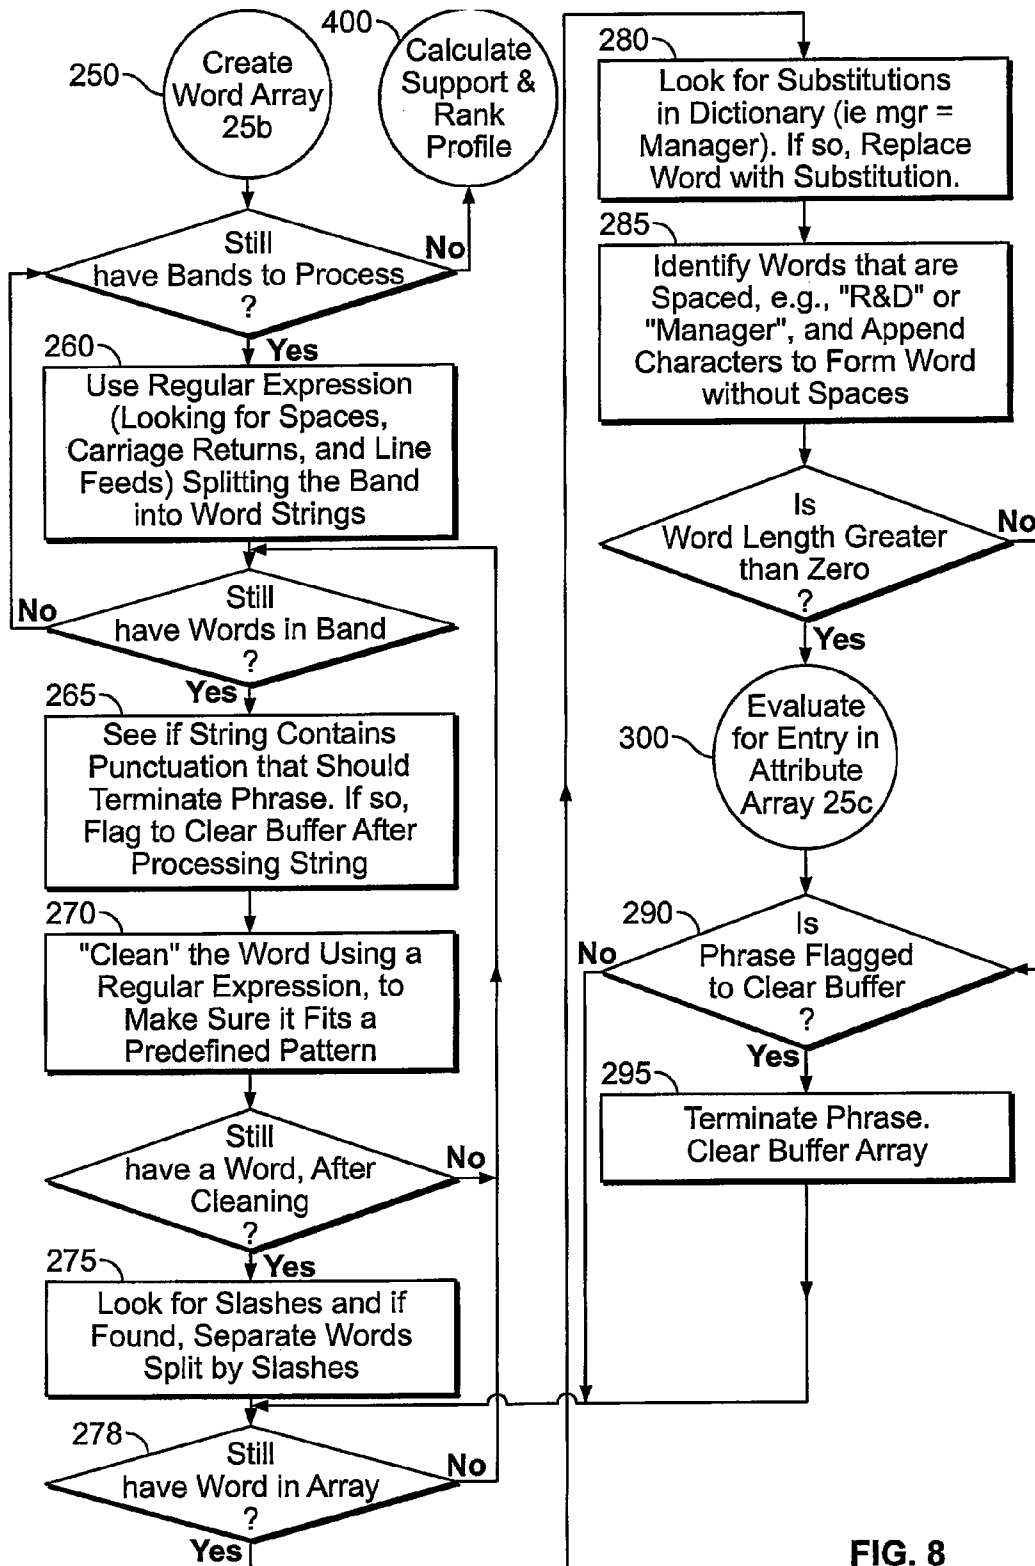 250
Create
Word Array
25b
400
Calculate
Support &
Rank
Profile
Still
have Bands to Process
?
No
Yes
260
Use Regular Expression
(Looking for Spaces,
Carriage Returns, and Line
Feeds) Splitting the Band
into Word Strings
Still
have Words in Band
?
No
Yes
265
See if String Contains
Punctuation that Should
Terminate Phrase. If so,
Flag to Clear Buffer After
Processing String
270
"Clean" the Word Using a
Regular Expression, to
Make Sure it Fits a
Predefined Pattern
Still
have a Word, After
Cleaning
?
No
Yes
275
Look for Slashes and if
Found, Separate Words
Split by Slashes
278
Still
have Word in Array
?
No
Yes
280
Look for Substitutions
in Dictionary (ie mgr =
Manager). If so, Replace
Word with Substitution.
285
Identify Words that are
Spaced, e.g., "R&D" or
"Manager", and Append
Characters to Form Word
without Spaces
Is
Word Length Greater
than Zero
?
No
Yes
300
Evaluate
for Entry in
Attribute
Array 25c
290
Is
Phrase Flagged
to Clear Buffer
?
No
Yes
295
Terminate Phrase.
Clear Buffer Array
FIG. 8